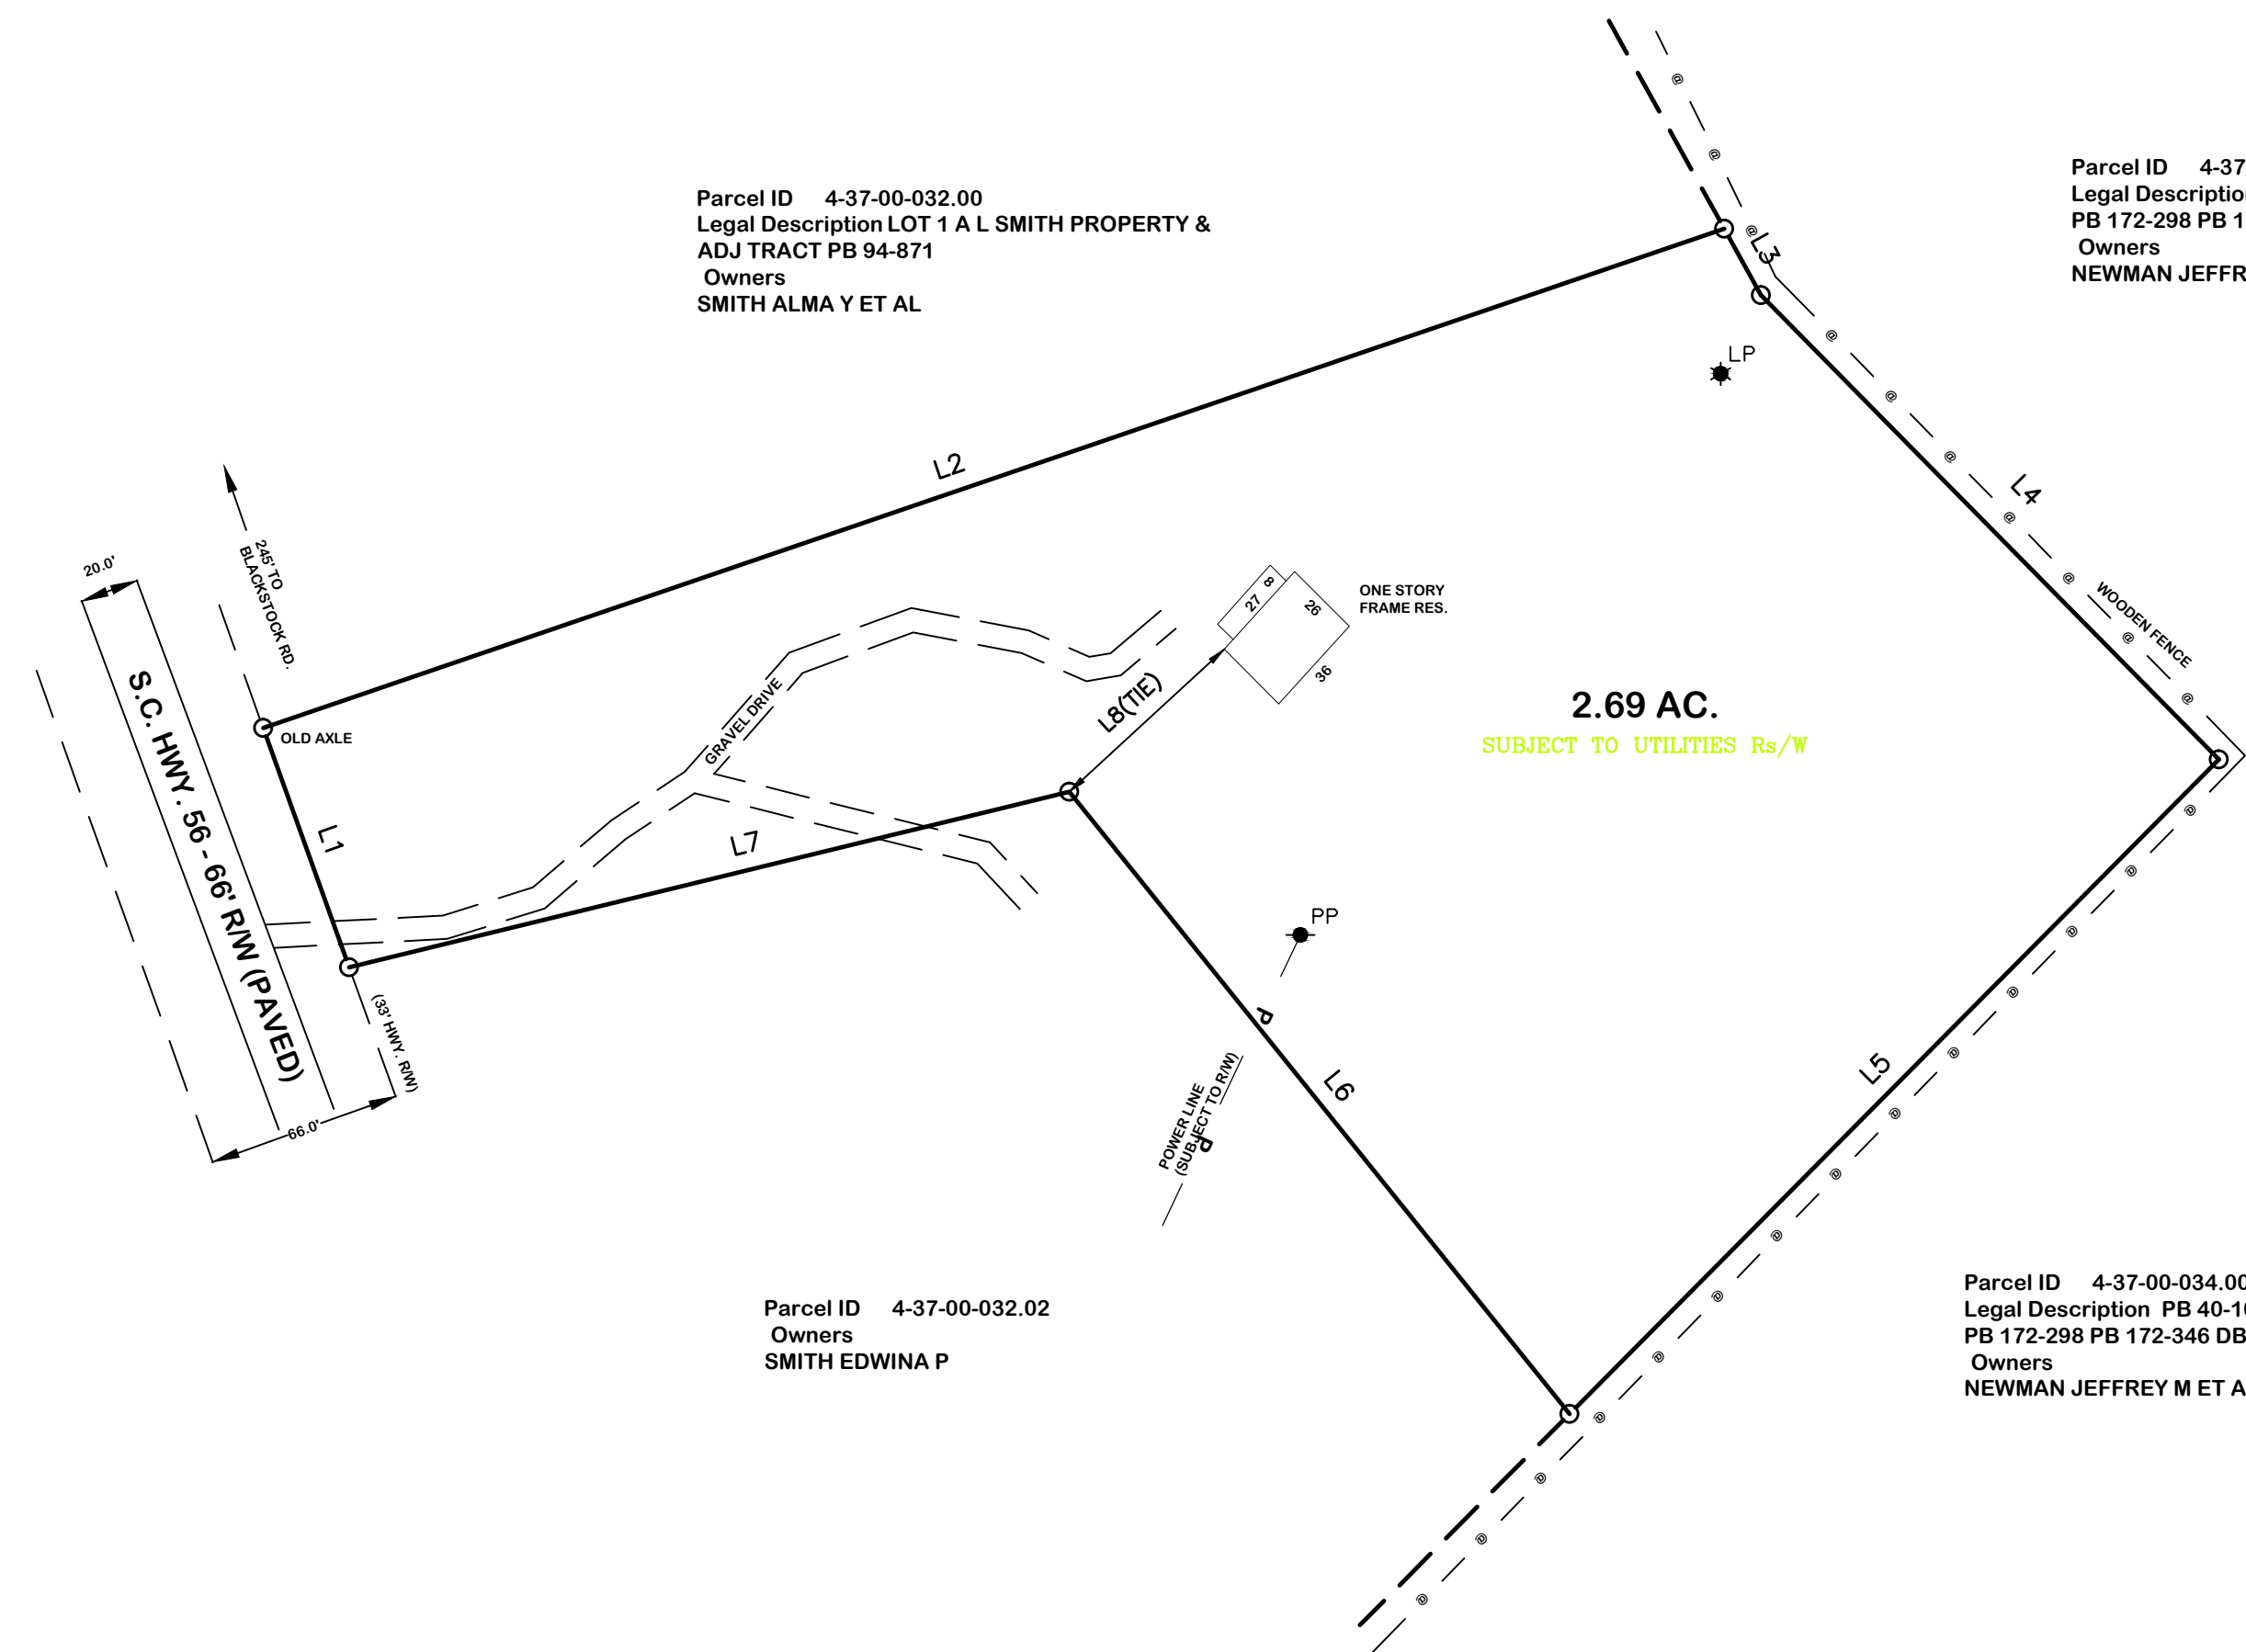 Parcel ID 4-37-00-032.00
Legal Description LOT 1 A L SMITH PROPERTY &
ADJ TRACT PB 94-871
Owners
SMITH ALMA Y ET AL
Parcel ID 4-37
Legal Description
PB 172-298 PB 1
Owners
NEWMAN JEFFR
L3
LP
L2
L4
20.0'
245' TO
BLACKSTOCK RD.
S.C. HWY. 56 - 66' R/W (PAVED)
OLD AXLE
L1
GRAVEL DRIVE
8
27
26
36
ONE STORY
FRAME RES.
L8(TIE)
WOODEN FENCE
2.69 AC.
SUBJECT TO UTILITIES Rs/W
L7
PP
P
(33' HWY. R/W)
66.0'
POWER LINE
(SUBJECT TO R/W)
P
L6
L5
Parcel ID 4-37-00-032.02
Owners
SMITH EDWINA P
Parcel ID 4-37-00-034.00
Legal Description PB 40-10
PB 172-298 PB 172-346 DB
Owners
NEWMAN JEFFREY M ET A